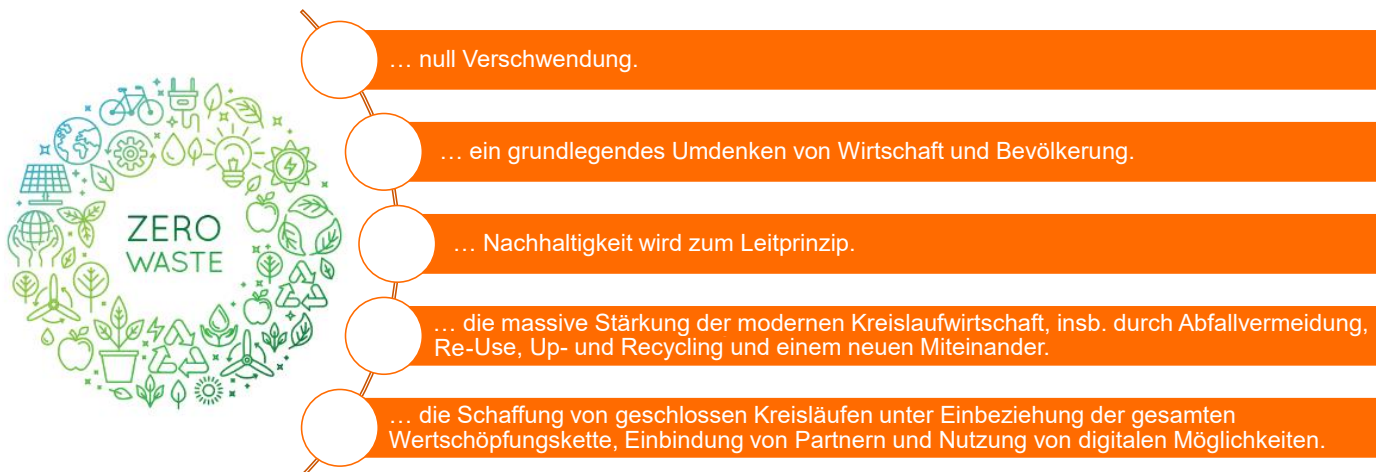 ZERO
WASTE
… null Verschwendung.
… ein grundlegendes Umdenken von Wirtschaft und Bevölkerung.
… Nachhaltigkeit wird zum Leitprinzip.
… die massive Stärkung der modernen Kreislaufwirtschaft, insb. durch Abfallvermeidung,
Re-Use, Up- und Recycling und einem neuen Miteinander.
… die Schaffung von geschlossen Kreisläufen unter Einbeziehung der gesamten
Wertschöpfungskette, Einbindung von Partnern und Nutzung von digitalen Möglichkeiten.